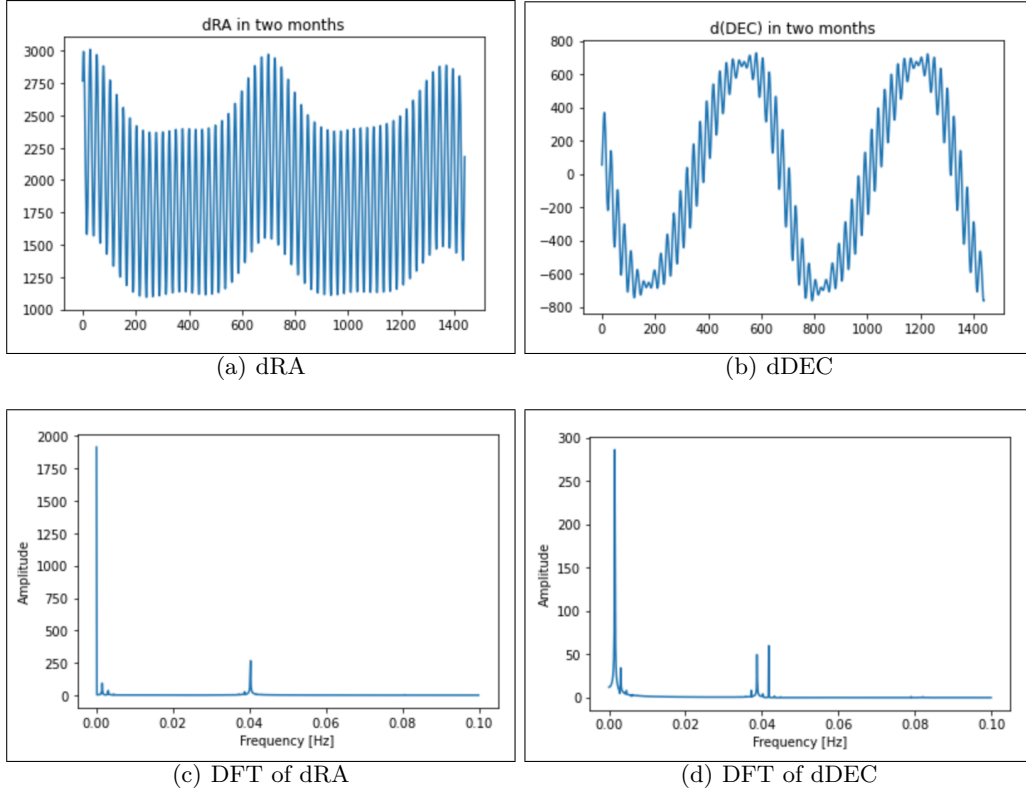 dRA in two months
3000
2750
2500
2250
2000
1750
1500
1250
1000
0 200 400 600 800 1000 1200 1400
(a) dRA
d(DEC) in two months
800
600
400
200
0
−200
−400
−600
−800
0 200 400 600 800 1000 1200 1400
(b) dDEC
2000
1750
1500
1250
1000
750
500
250
0
Amplitude
0.00 0.02 0.04 0.06 0.08 0.10
Frequency [Hz]
(c) DFT of dRA
300
250
200
150
100
50
0
Amplitude
0.00 0.02 0.04 0.06 0.08 0.10
Frequency [Hz]
(d) DFT of dDEC